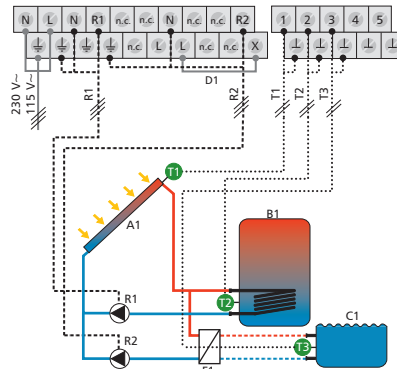 N L N R1 n.c. n.c. N n.c. n.c. R2
1 2 3 4 5
n.c. L L n.c. n.c. X
D1
230 V~
115 V~
R1
R2
T1
T2
T3
T1
A1
B1
R1
T2
C1
T3
R2